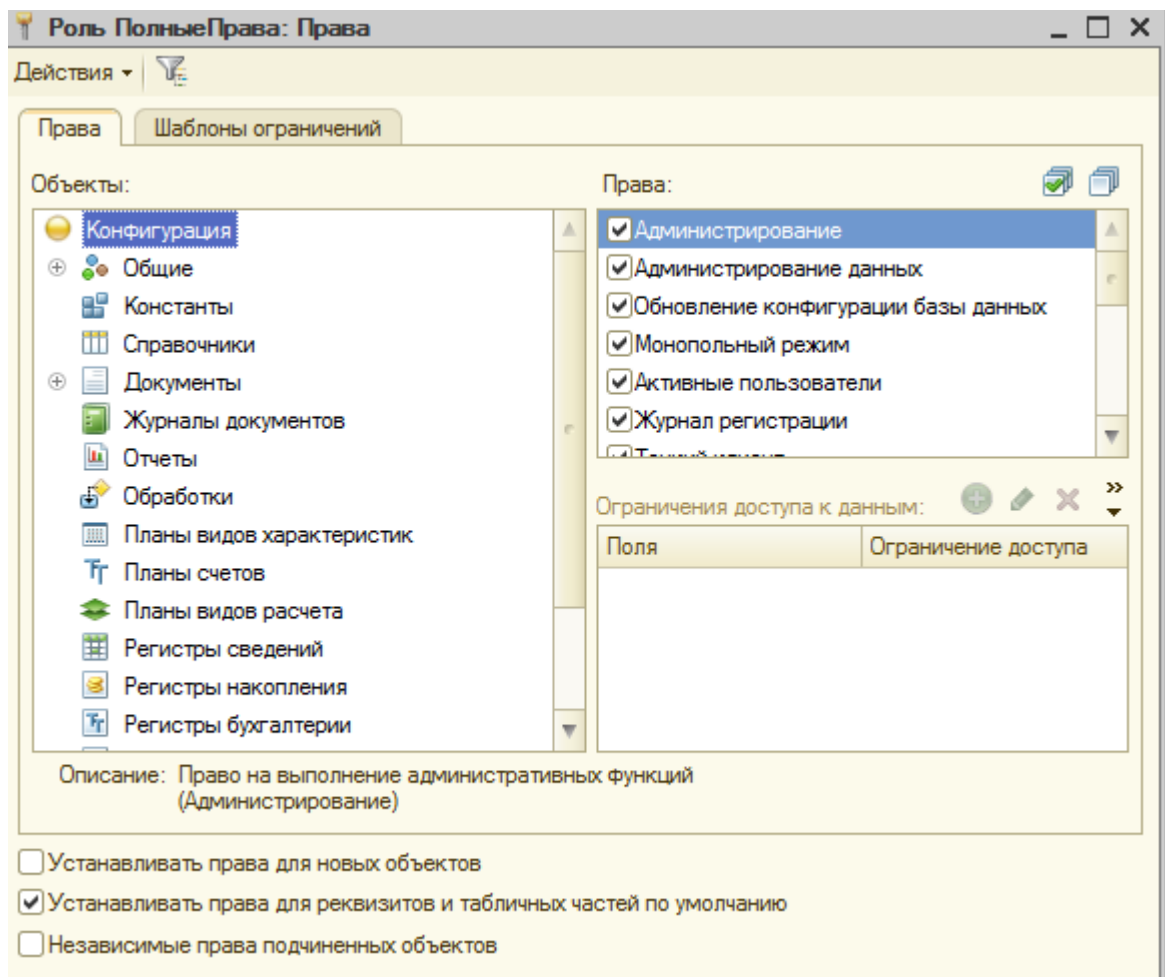 Роль ПолныеПрава: Права
Действия
Права
Шаблоны ограничений
Объекты:
Конфигурация
Общие
Константы
Справочники
Документы
Журналы документов
Отчеты
Обработки
Планы видов характеристик
Планы счетов
Планы видов расчета
Регистры сведений
Регистры накопления
Регистры бухгалтерии
Права:
Администрирование
Администрирование данных
Обновление конфигурации базы данных
Монопольный режим
Активные пользователи
Журнал регистрации
Ограничения доступа к данным:
Поля
Ограничение доступа
Описание: Право на выполнение административных функций
(Администрирование)
Устанавливать права для новых объектов
Устанавливать права для реквизитов и табличных частей по умолчанию
Независимые права подчиненных объектов